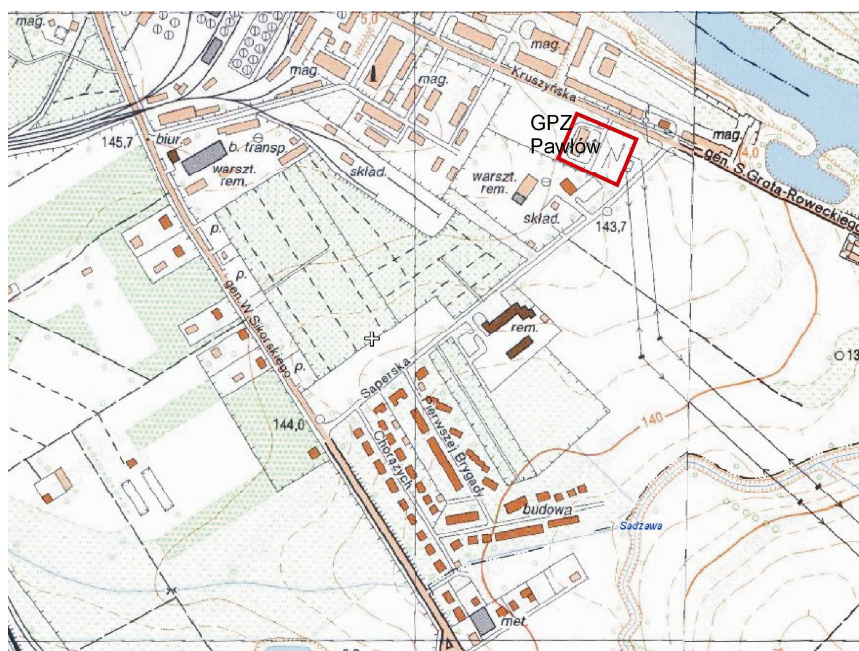 mag.
5,0
mag.
mag.
mag.
Kruszyńska
GPZ
Pawłów
mag.
4,0
145,7
biur.
b. transp.
warszt.
rem.
skład.
warsz.
rem.
skład.
gen. S.Grota-Roweckiego
143,7
p.
p.
gen. W. Sikorskiego
p.
rem.
Saperska
13
144,0
140
Pierwszej Brygady
Chorążych
budowa
Sadzawa
met.
A